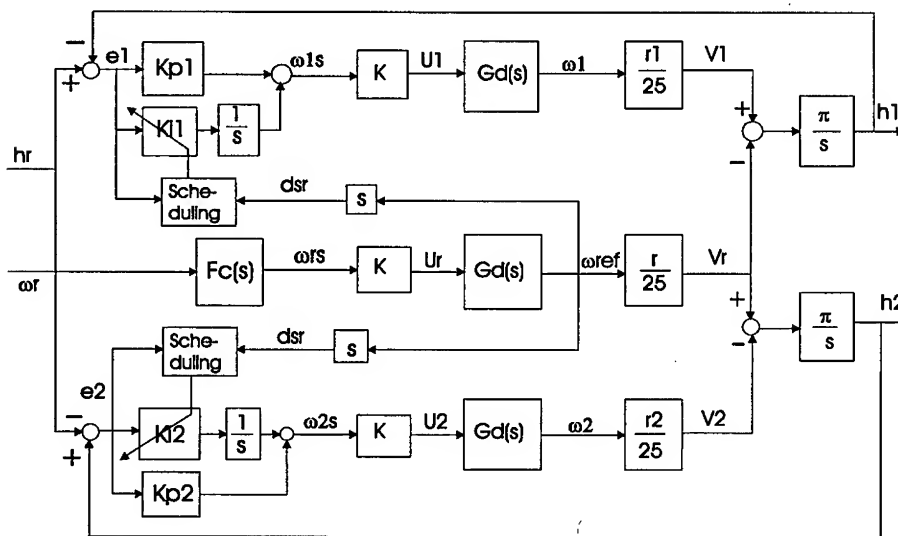 − e1 ω1s U1 ω1 V1
+ Kp1 K Gd(s) r1/25 + − π/s h1
Ki1 1/s
hr
Sche-
duling
dsr s
ωr Fc(s) ωrs K Ur Gd(s) ωref r/25 Vr
+ − π/s h2
Sche-
duling
dsr s
e2
− + Ki2 1/s ω2s K U2 Gd(s) ω2 r2/25 V2
Kp2